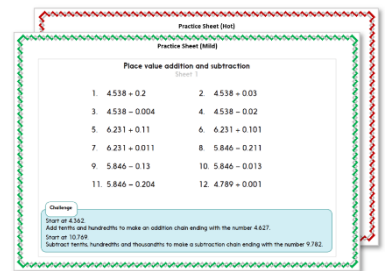 Practice Sheet (Hot)
Practice Sheet (Mild)
Place value addition and subtraction
Sheet 1
1. 4.538 + 0.2
2. 4.538 + 0.03
3. 4.538 – 0.004
4. 4.538 – 0.02
5. 6.231 + 0.11
6. 6.231 + 0.101
7. 6.231 + 0.011
8. 5.846 – 0.211
9. 5.846 – 0.13
10. 5.846 – 0.013
11. 5.846 – 0.204
12. 4.789 + 0.001
Challenge
Start at 4.362.
Add tenths and hundredths to make an addition chain ending with the number 4.627.
Start at 10.769.
Subtract tenths, hundredths and thousandths to make a subtraction chain ending with the number 9.782.